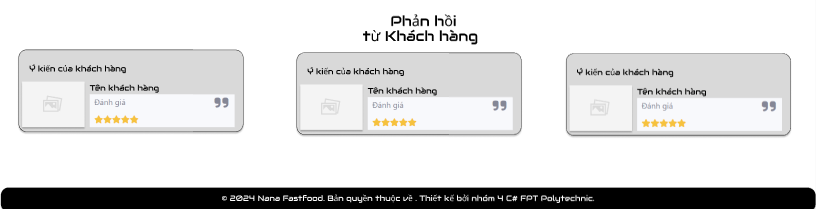 Phản hồi
từ Khách hàng
Ý kiến của khách hàng
Tên khách hàng
Đánh giá
Ý kiến của khách hàng
Tên khách hàng
Đánh giá
Ý kiến của khách hàng
Tên khách hàng
Đánh giá
© 2024 Nana FastFood. Bản quyền thuộc về . Thiết kế bởi nhóm 4 C# FPT Polytechnic.